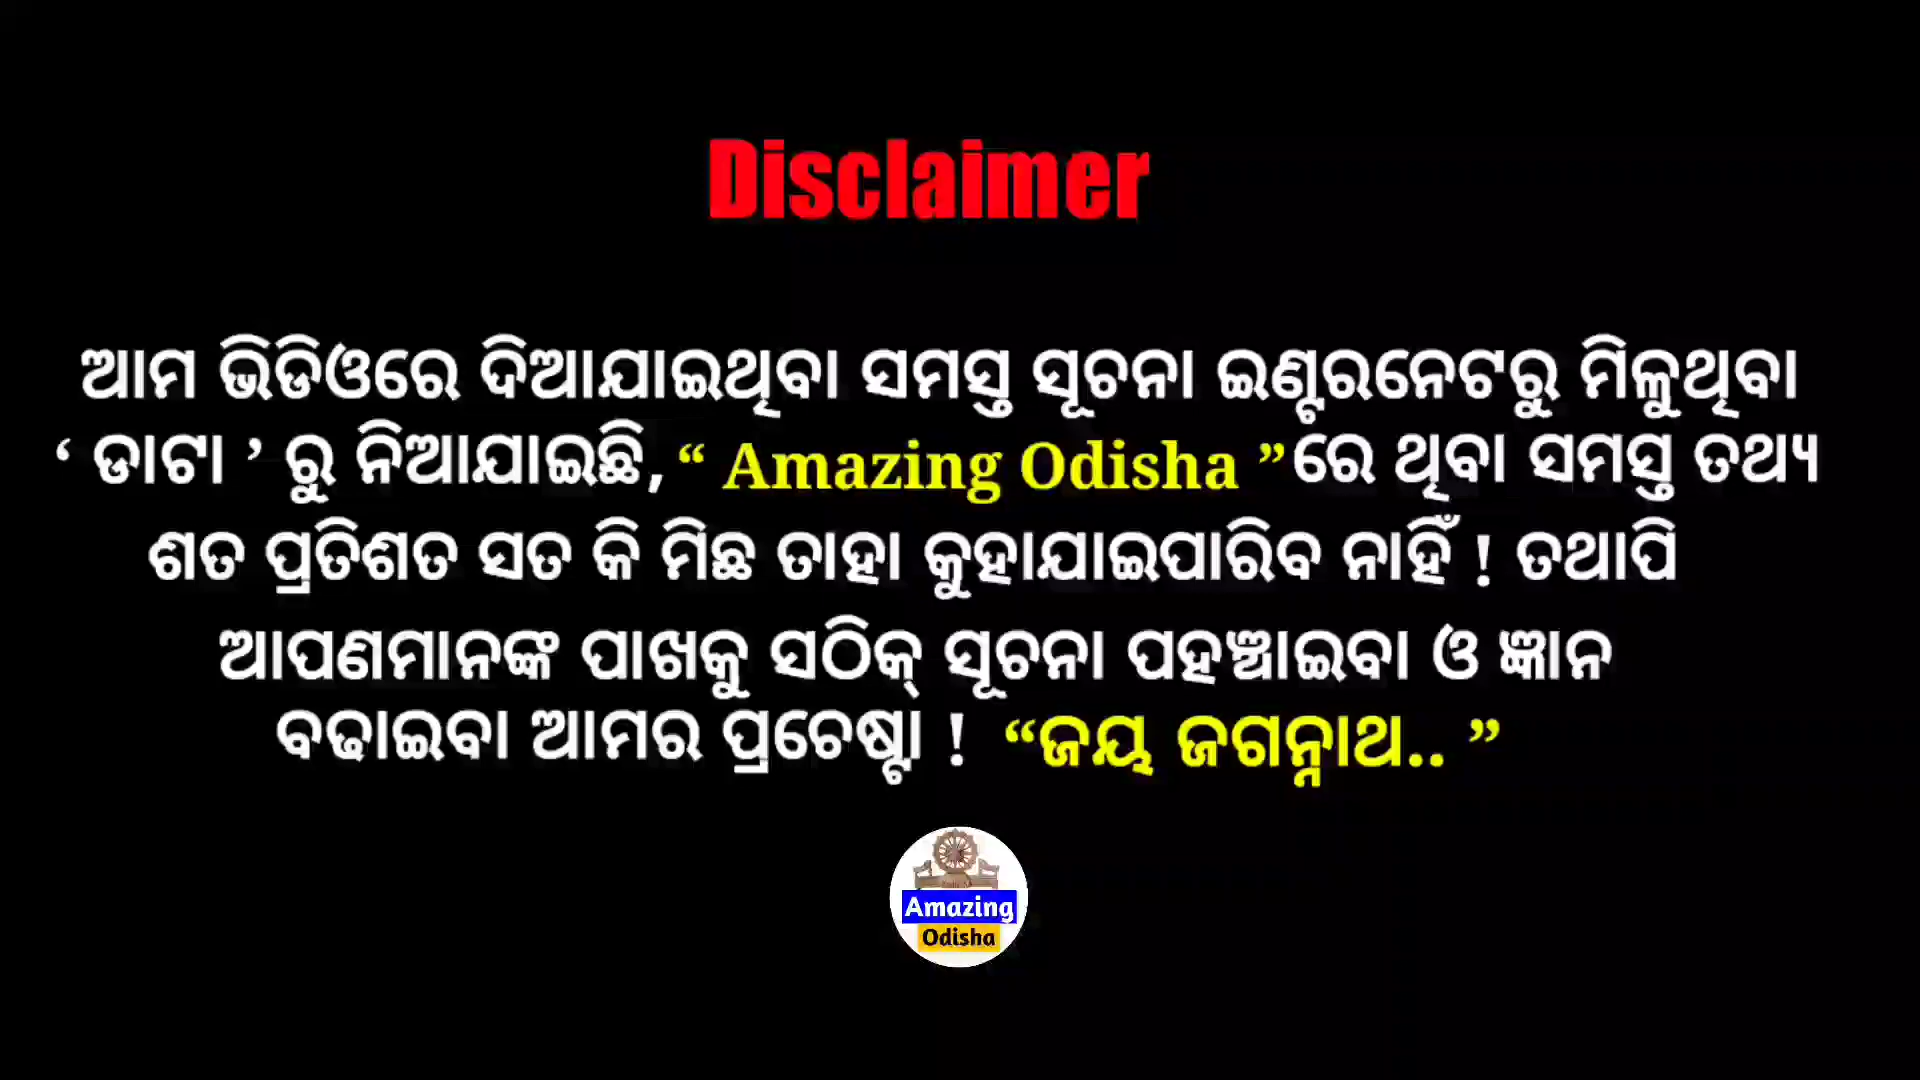 Disclaimer
ଆମ ଭିଡିଓରେ ଦିଆଯାଇଥିବା ସମସ୍ତ ସୂଚନା ଇଣ୍ଟରନେଟରୁ ମିଳୁଥିବା
‘ ଡାଟା ’ ରୁ ନିଆଯାଇଛି, “ Amazing Odisha ” ରେ ଥିବା ସମସ୍ତ ତଥ୍ୟ
ଶତ ପ୍ରତିଶତ ସତ କି ମିଛ ତାହା କୁହାଯାଇପାରିବ ନାହିଁ ! ତଥାପି
ଆପଣମାନଙ୍କ ପାଖକୁ ସଠିକ୍ ସୂଚନା ପହଞ୍ଚାଇବା ଓ ଜ୍ଞାନ
ବଢାଇବା ଆମର ପ୍ରଚେଷ୍ଟା ! “ଜୟ ଜଗନ୍ନାଥ.. ”
Amazing
Odisha